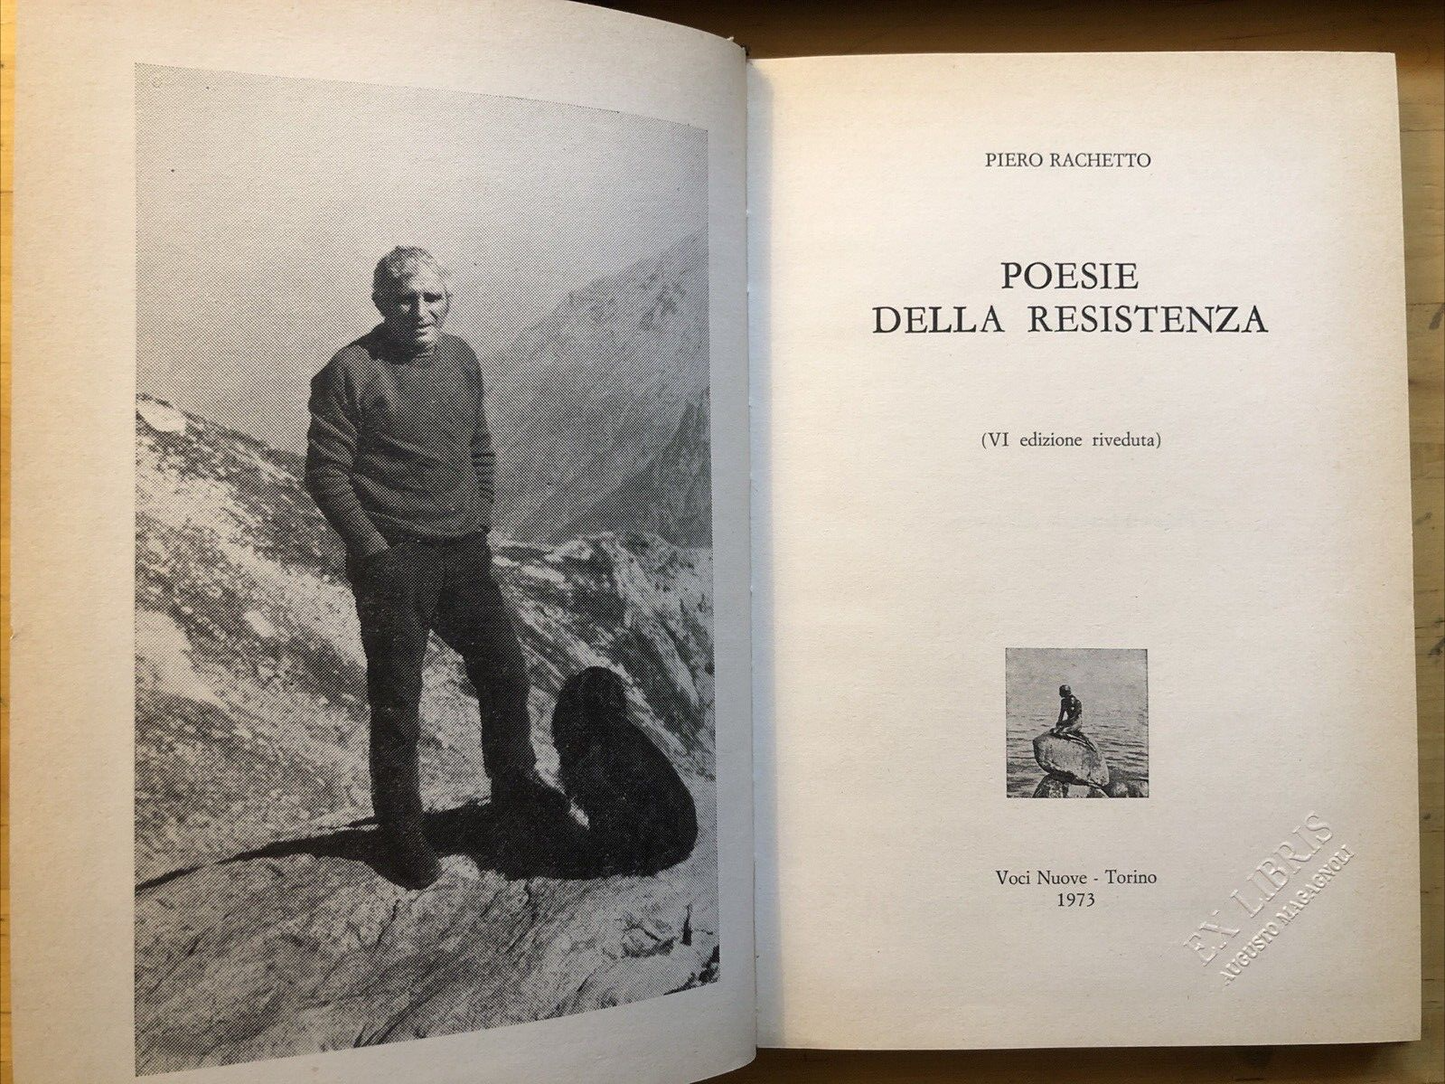 PIERO RACHETTO
POESIE
DELLA RESISTENZA
(VI edizione riveduta)
Voci Nuove - Torino
1973
EX LIBRIS
AUGUSTO MAGAGNOLI